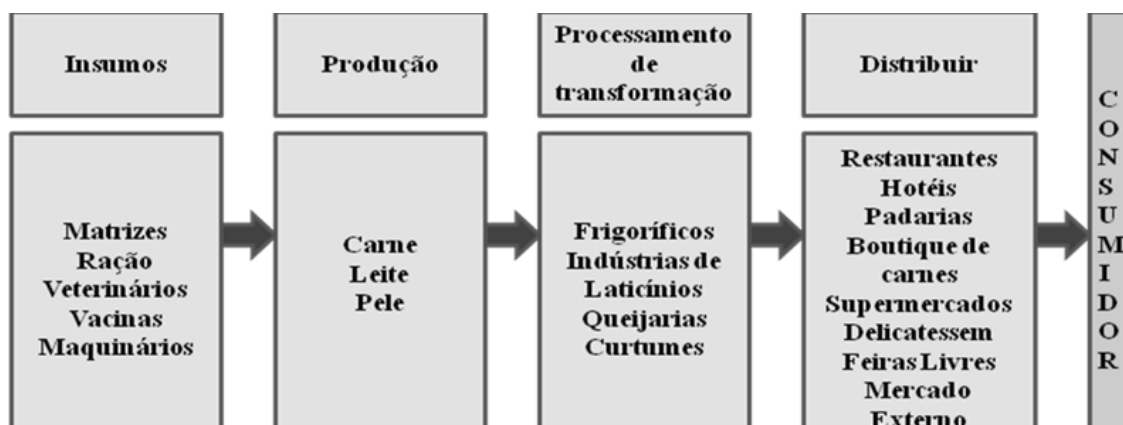 Insumos
Produção
Processamento
de
transformação
Distribuir
Matrizes
Ração
Veterinários
Vacinas
Maquinários
Carne
Leite
Pele
Frigoríficos
Indústrias de
Laticínios
Queijarias
Curtumes
Restaurantes
Hotéis
Padarias
Boutique de
carnes
Supermercados
Delicatessem
Feiras Livres
Mercado
Externo
CONSUMIDOR